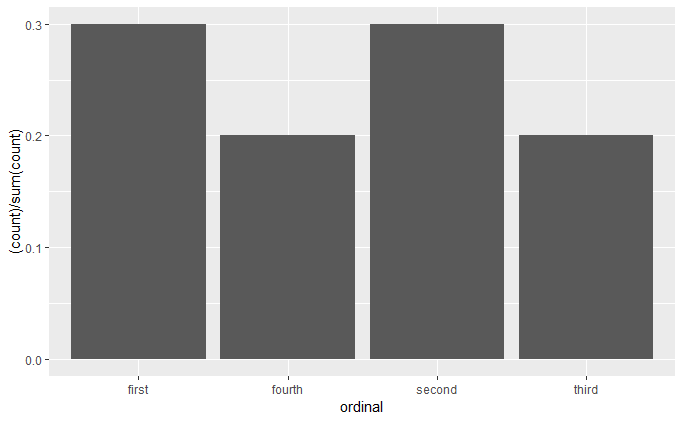 (count)/sum(count)
0.3
0.2
0.1
0.0
first fourth second third
ordinal